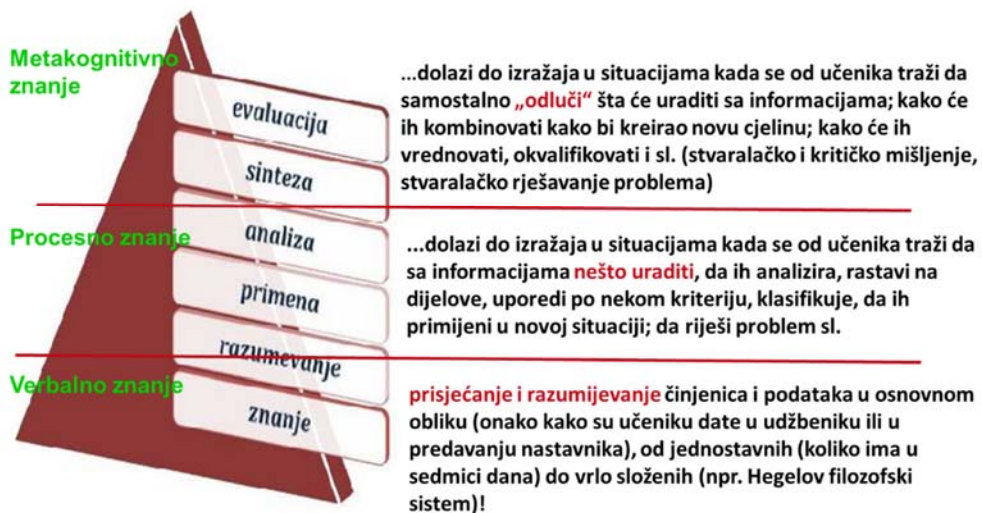 Metakognitivno
znanje
evaluacija
sinteza
...dolazi do izražaja u situacijama kada se od učenika traži da
samostalno „odluči“ šta će uraditi sa informacijama; kako će
ih kombinovati kako bi kreirao novu cjelinu; kako će ih
vrednovati, okvalifikovati i sl. (stvaralačko i kritičko mišljenje,
stvaralačko rješavanje problema)
Procesno znanje
analiza
primena
razumevanje
...dolazi do izražaja u situacijama kada se od učenika traži da
sa informacijama nešto uraditi, da ih analizira, rastavi na
dijelove, uporedi po nekom kriteriju, klasifikuje, da ih
primijeni u novoj situaciji; da riješi problem sl.
Verbalno znanje
znanje
prisjećanje i razumijevanje činjenica i podataka u osnovnom
obliku (onako kako su učeniku date u udžbeniku ili u
predavanju nastavnika), od jednostavnih (koliko ima u
sedmici dana) do vrlo složenih (npr. Hegelov filozofski
sistem)!